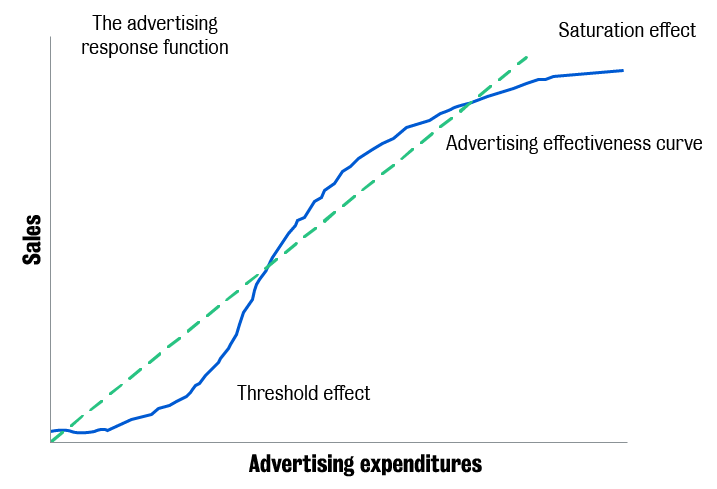 The advertising
response function
Saturation effect
Advertising effectiveness curve
Sales
Threshold effect
Advertising expenditures